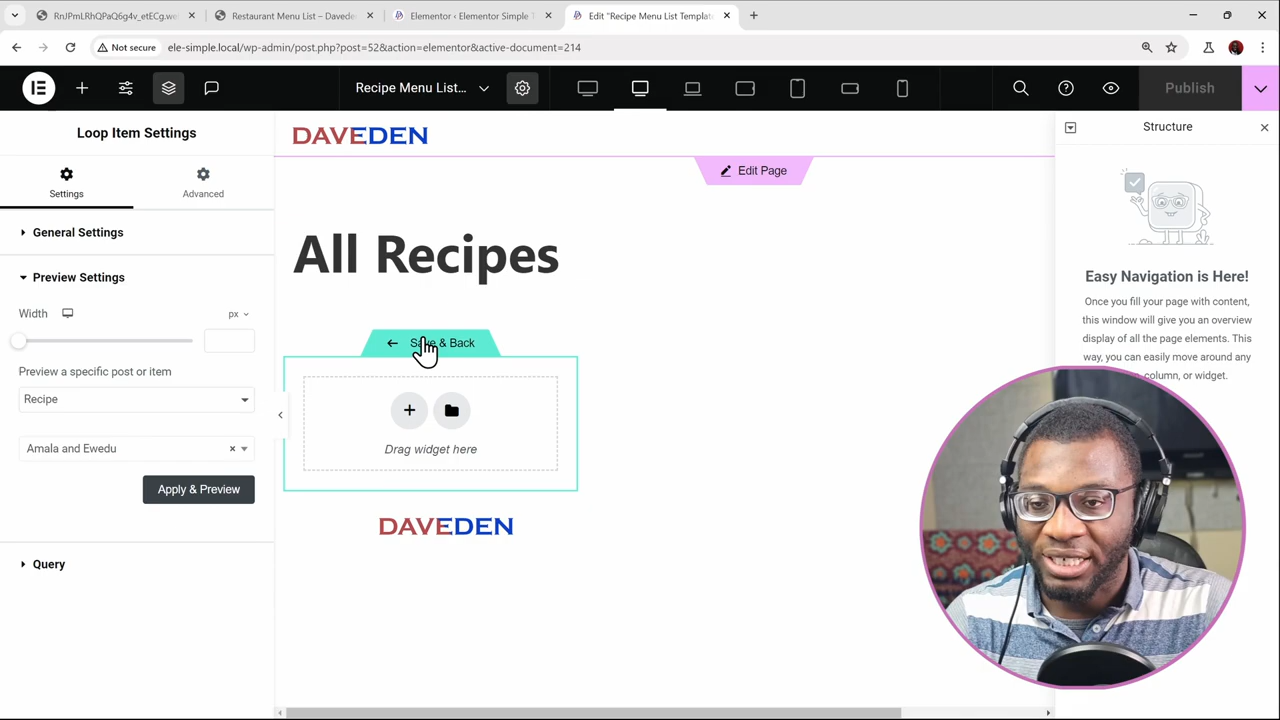 RrJPmLRhQPaQ6g4v_etECg.we
Restaurant Menu List – Davede
Elementor ‹ Elementor Simple T
Edit "Recipe Menu List Template
Not secure
ele-simple.local/wp-admin/post.php?post=52&action=elementor&active-document=214
Recipe Menu List...
Publish
Loop Item Settings
Settings
Advanced
General Settings
Preview Settings
Width
px
Preview a specific post or item
Recipe
Amala and Ewedu
Apply & Preview
Query
DAVEDEN
Edit Page
All Recipes
Save & Back
Drag widget here
DAVEDEN
Structure
Easy Navigation is Here!
Once you fill your page with content,
this window will give you an overview
display of all the page elements. This
way, you can easily move around any
column, or widget.